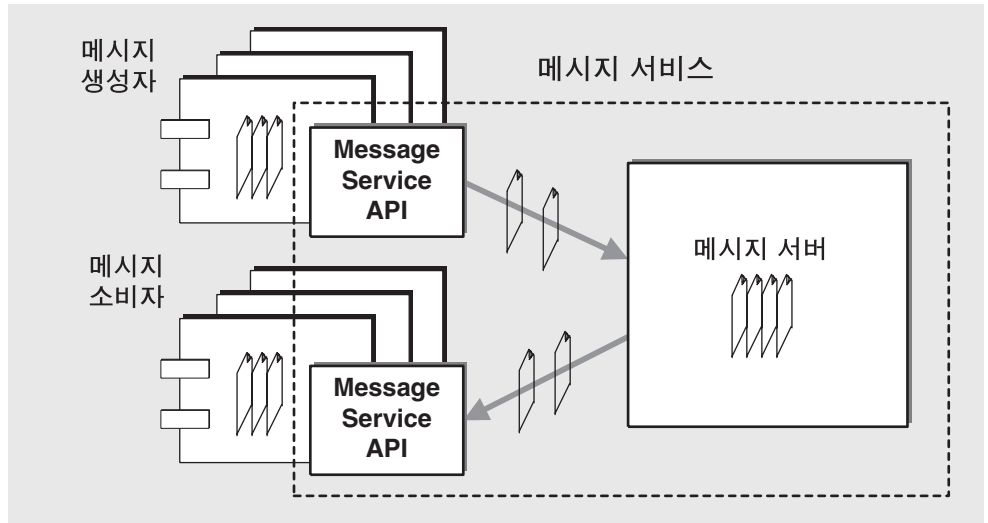 메시지
생성자
메시지 서비스
Message
Service
API
메시지 서버
메시지
소비자
Message
Service
API